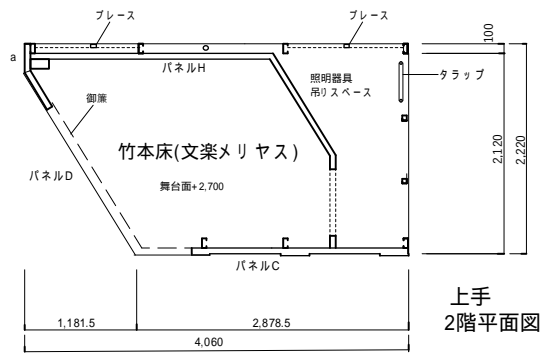 ブレース
ブレース
a
パネルH
照明器具
吊りスペース
タラップ
100
御簾
竹本床(文楽メリヤス)
舞台面+2,700
2,120
2,220
パネルD
パネルC
1,181.5
2,878.5
4,060
上手
2階平面図